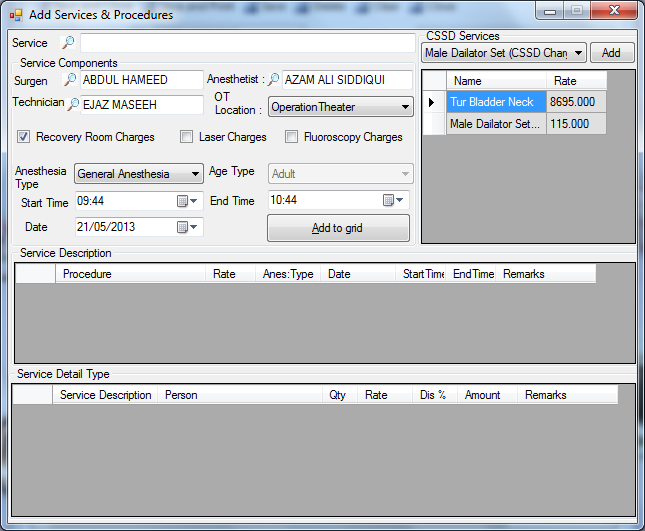 Add Services & Procedures
Service
Service Components
Surgen ABDUL HAMEED Anesthetist : AZAM ALI SIDDIQUI
Technician EJAZ MASEEH OT Location : OperationTheater
Recovery Room Charges Laser Charges Fluoroscopy Charges
Anesthesia Type General Anesthesia Age Type Adult
Start Time 09:44 End Time 10:44
Date 21/05/2013 Add to grid
CSSD Services
Male Dailator Set (CSSD Char Add
Name Rate
Tur Bladder Neck 8695.000
Male Dailator Set... 115.000
Service Description
Procedure Rate Anes:Type Date StartTime EndTime Remarks
Service Detail Type
Service Description Person Qty Rate Dis % Amount Remarks